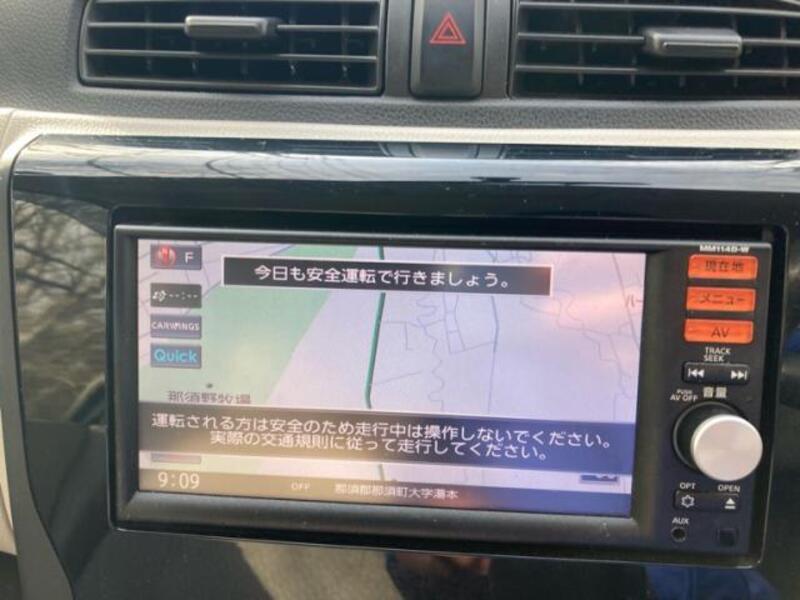 MM114D-W
F
今日も安全運転で行きましょう。
現在地
--:--
メニュー
CARWINGS
AV
Quick
TRACK
SEEK
那須野牧場
PUSH
AV OFF
音量
運転される方は安全のため走行中は操作しないでください。
実際の交通規則に従って走行してください。
9:09
OFF
那須郡那須町大字湯本
OPT
OPEN
AUX